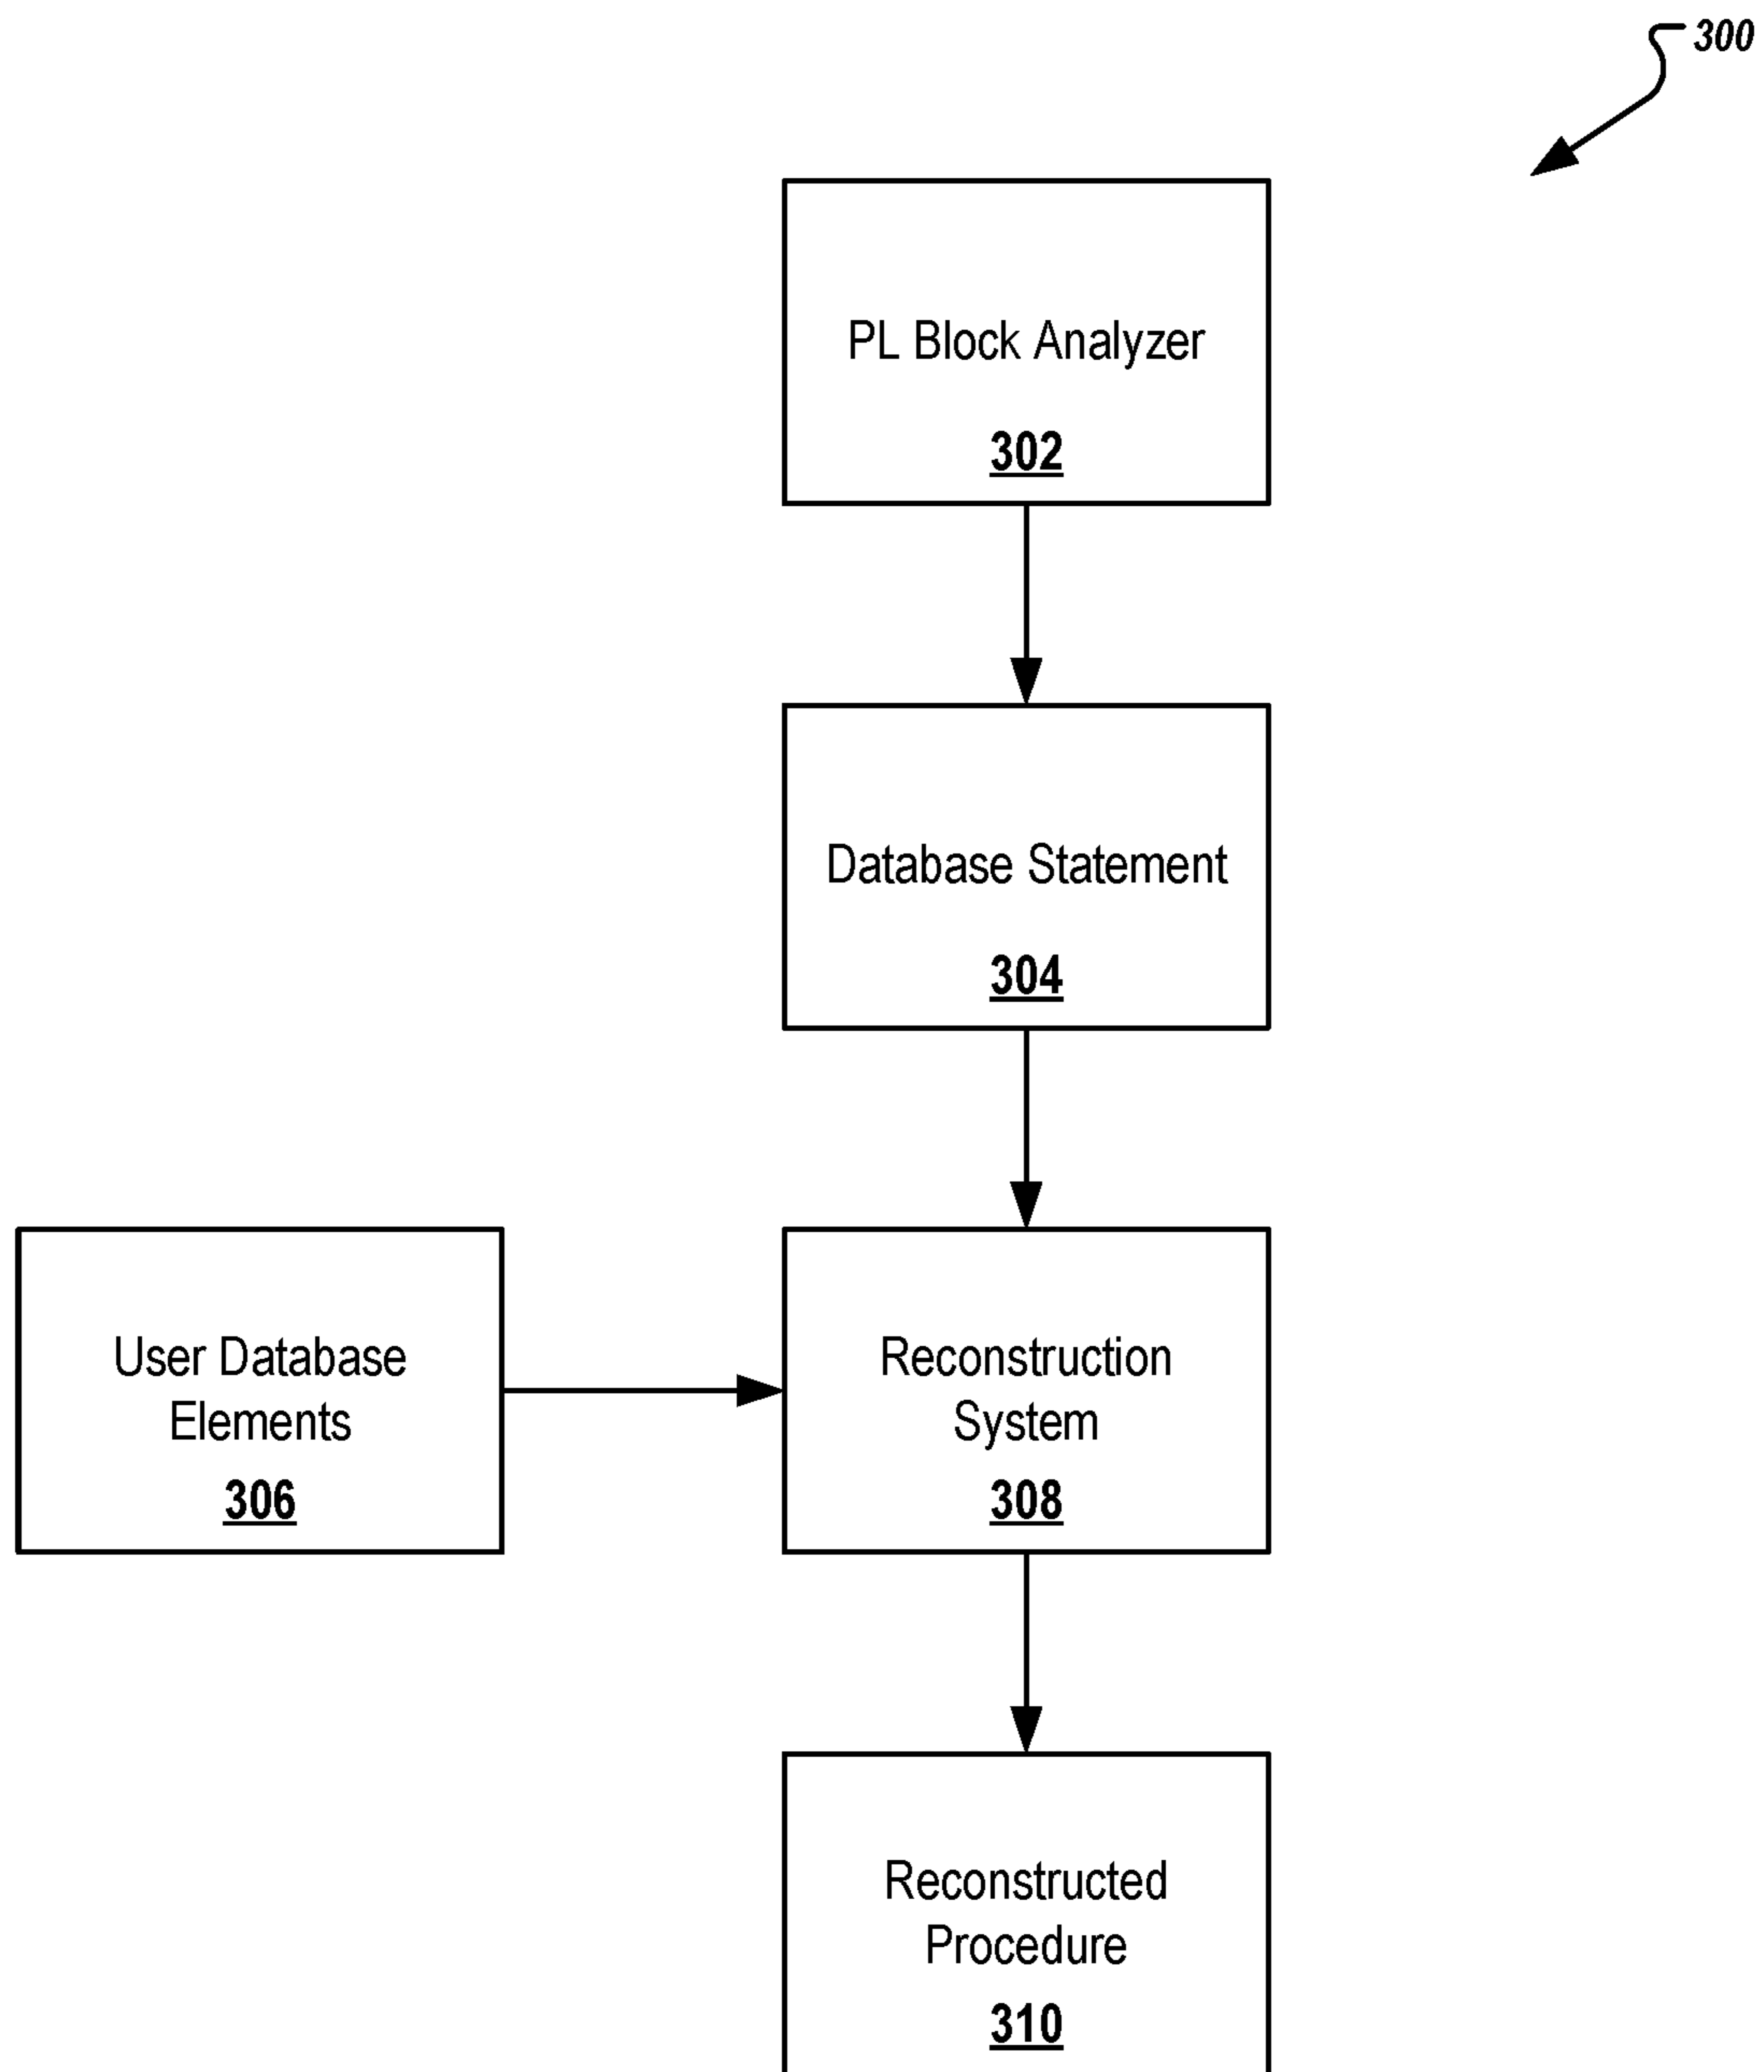 300
PL Block Analyzer
302
Database Statement
304
User Database
Elements
306
Reconstruction
System
308
Reconstructed
Procedure
310